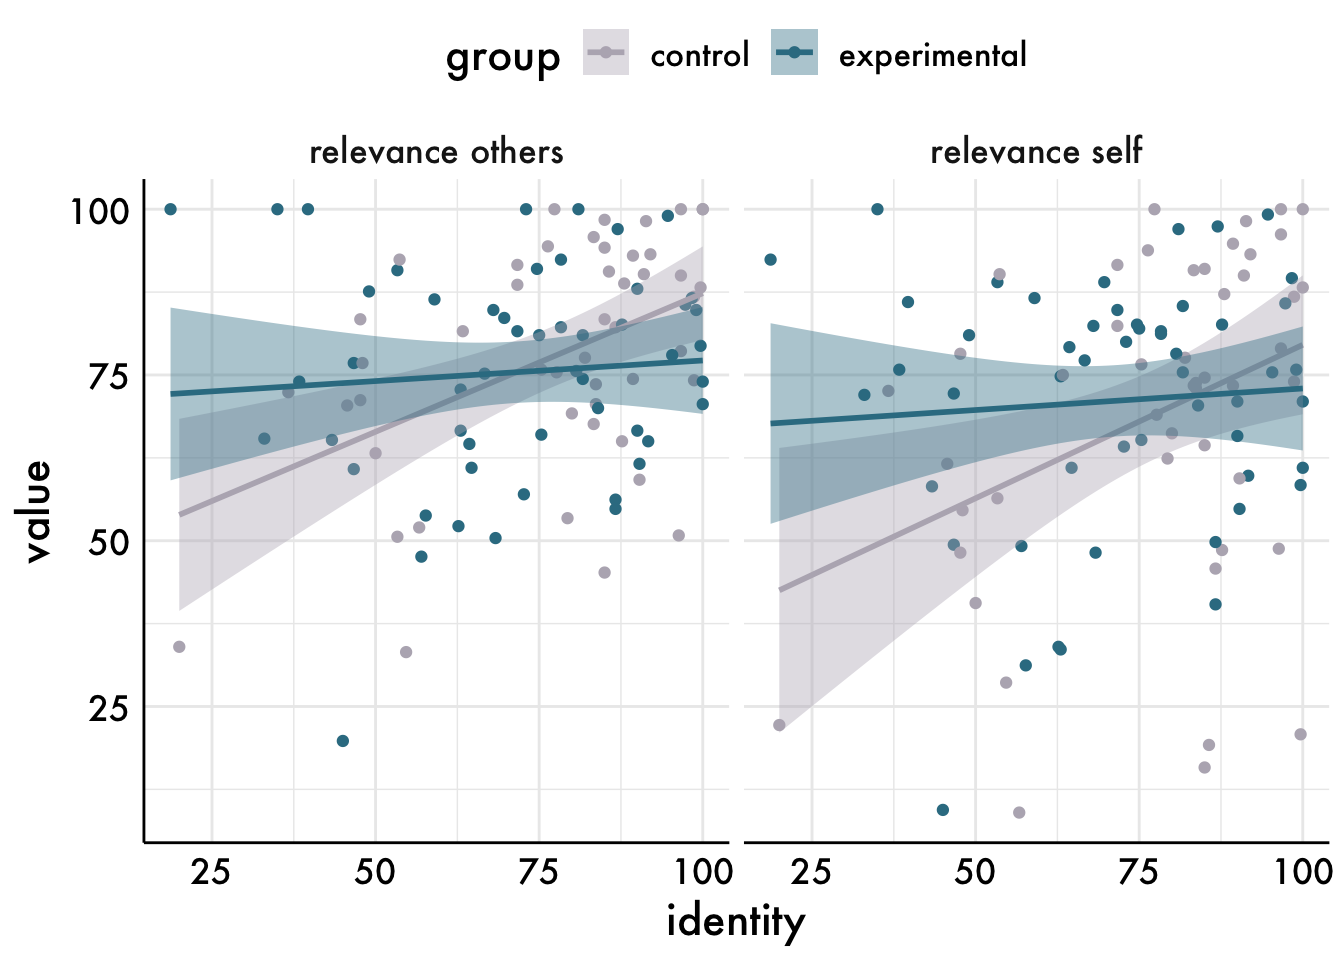 group control experimental
relevance others relevance self
100
75
50
25
value
25 50 75 100 25 50 75 100
identity